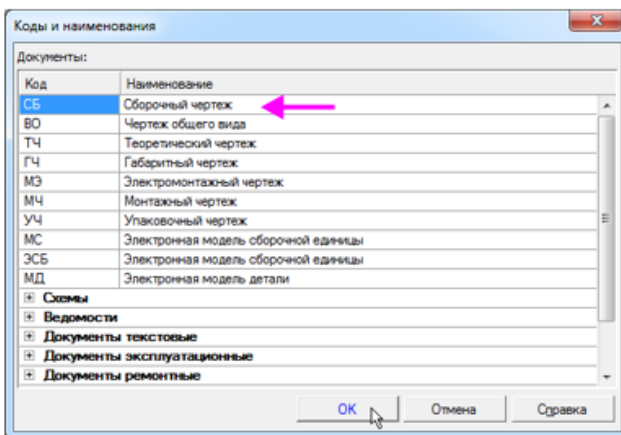 Коды и наименования
Документы:
Код Наименование
СБ Сборочный чертеж
ВО Чертеж общего вида
ТЧ Теоретический чертеж
ГЧ Габаритный чертеж
МЭ Электромонтажный чертеж
МЧ Монтажный чертеж
УЧ Упаковочный чертеж
МС Электронная модель сборочной единицы
ЭСБ Электронная модель сборочной единицы
МД Электронная модель детали
Схемы
Ведомости
Документы текстовые
Документы эксплуатационные
Документы ремонтные
OK Отмена Справка